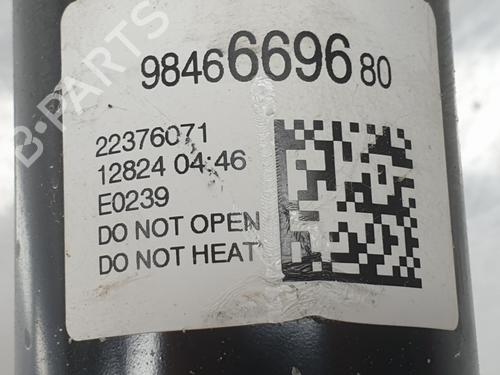 9846669680
22376071
12824 04:46
E0239
DO NOT OPEN
DO NOT HEAT
B-PARTS